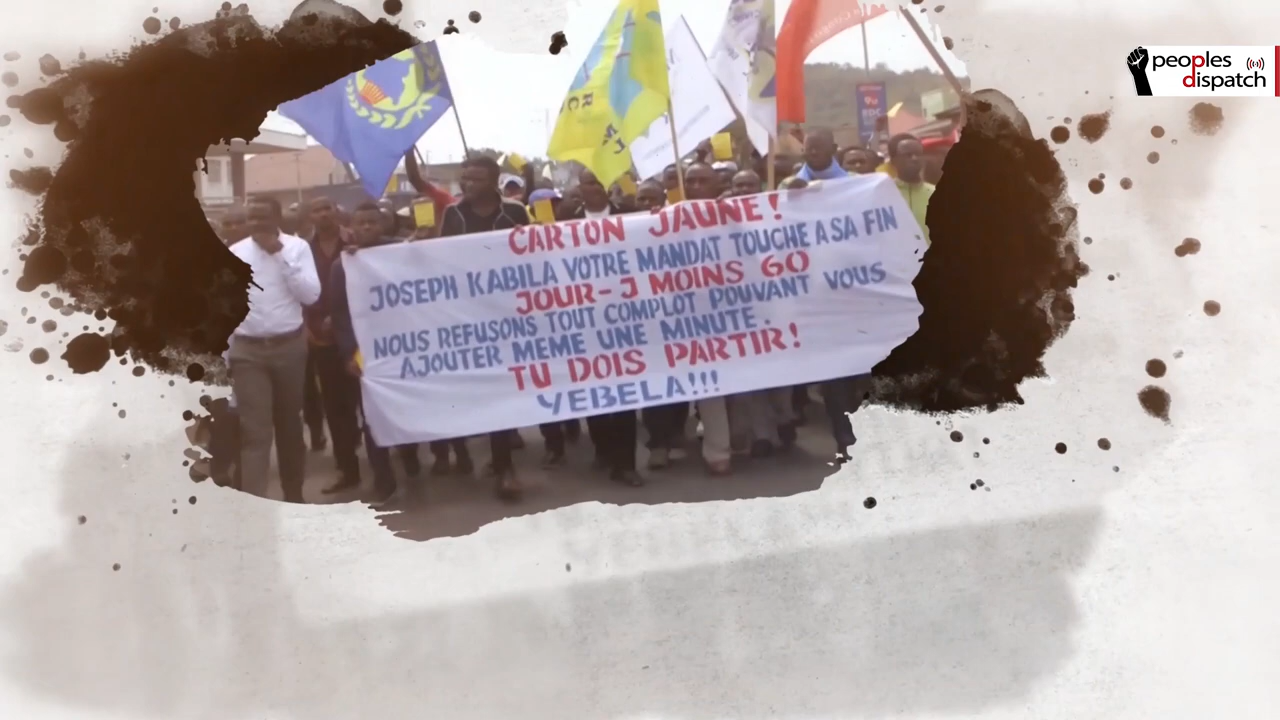 peoples
dispatch
CARTON JAUNE!
JOSEPH KABILA VOTRE MANDAT TOUCHE A SA FIN
JOUR-J MOINS 60
NOUS REFUSONS TOUT COMPLOT POUVANT VOUS
AJOUTER MEME UNE MINUTE.
TU DOIS PARTIR!
YEBELA!!!